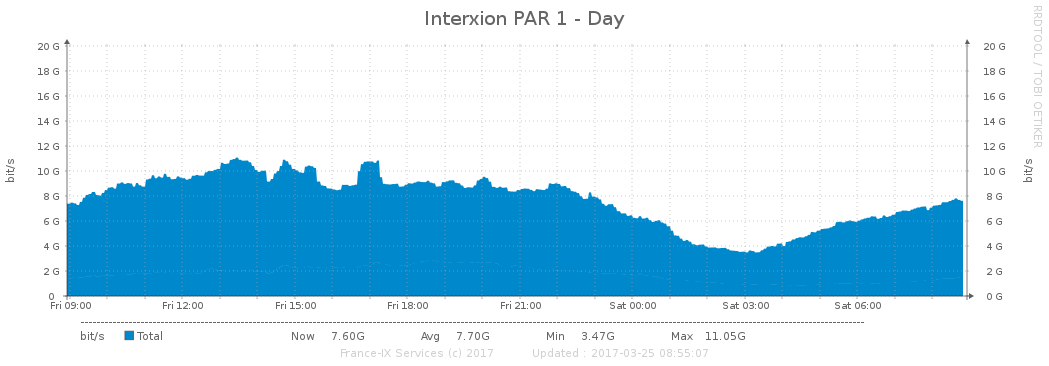 Interxion PAR 1 - Day
RRDTOOL / TOBI OETIKER
bit/s
20 G 20 G
18 G 18 G
16 G 16 G
14 G 14 G
12 G 12 G
10 G 10 G
8 G 8 G
6 G 6 G
4 G 4 G
2 G 2 G
0 0 G
bit/s
Fri 09:00 Fri 12:00 Fri 15:00 Fri 18:00 Fri 21:00 Sat 00:00 Sat 03:00 Sat 06:00
bit/s Total Now 7.60G Avg 7.70G Min 3.47G Max 11.05G
France-IX Services (c) 2017 Updated : 2017-03-25 08:55:07